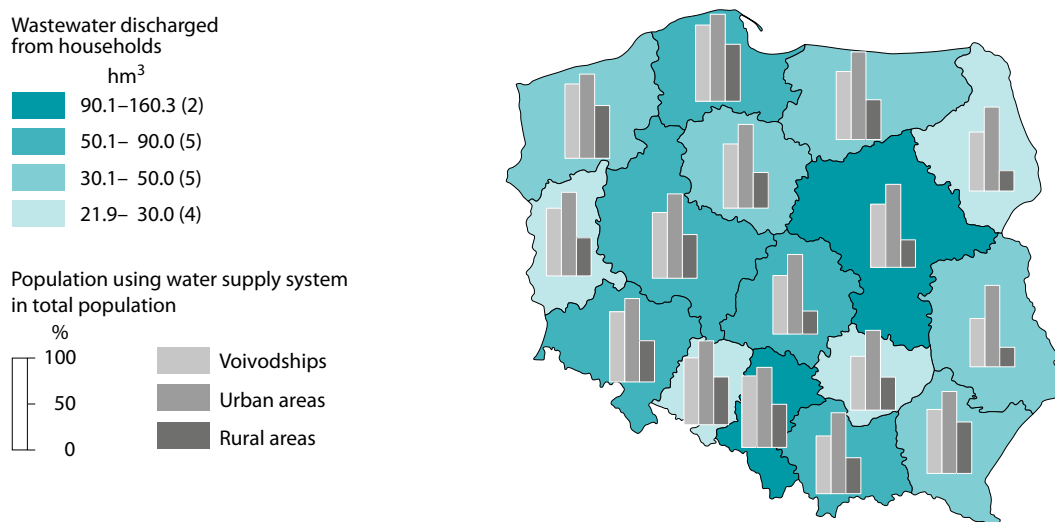 Wastewater discharged
from households
hm³
90.1–160.3 (2)
50.1– 90.0 (5)
30.1– 50.0 (5)
21.9– 30.0 (4)
Population using water supply system
in total population
%
100
50
0
Voivodships
Urban areas
Rural areas